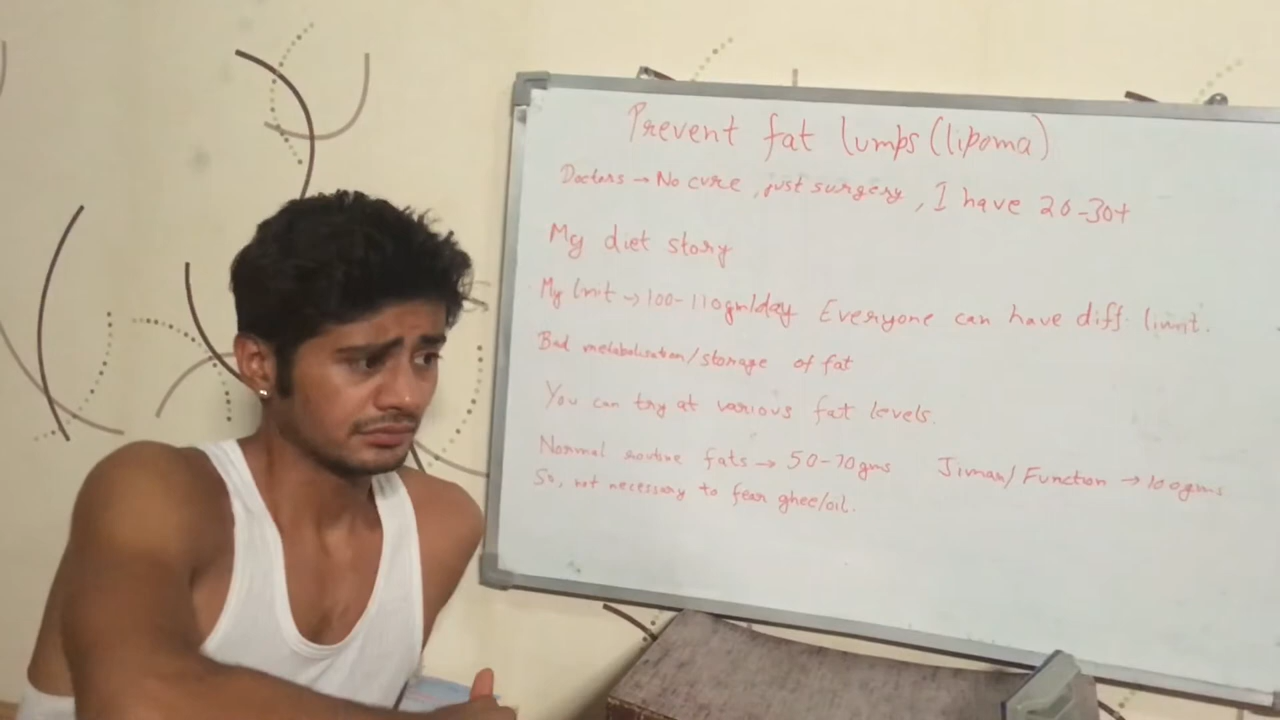 Prevent fat lumps (lipoma)
Doctors → No cure, just surgery, I have 20-30+
My diet story
My limit → 100-110gm/day Everyone can have diff. limit.
Bad metabolisation/storage of fat
You can try at various fat levels.
Normal routine fats → 50-70gms Jiman/Function → 100gms
So, not necessary to fear ghee/oil.